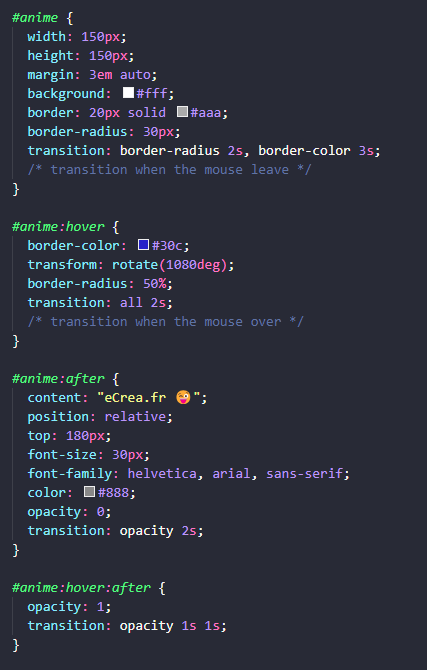 #anime {
  width: 150px;
  height: 150px;
  margin: 3em auto;
  background: #fff;
  border: 20px solid #aaa;
  border-radius: 30px;
  transition: border-radius 2s, border-color 3s;
  /* transition when the mouse leave */
}

#anime:hover {
  border-color: #30c;
  transform: rotate(1080deg);
  border-radius: 50%;
  transition: all 2s;
  /* transition when the mouse over */
}

#anime:after {
  content: "eCrea.fr 😜";
  position: relative;
  top: 180px;
  font-size: 30px;
  font-family: helvetica, arial, sans-serif;
  color: #888;
  opacity: 0;
  transition: opacity 2s;
}

#anime:hover:after {
  opacity: 1;
  transition: opacity 1s 1s;
}